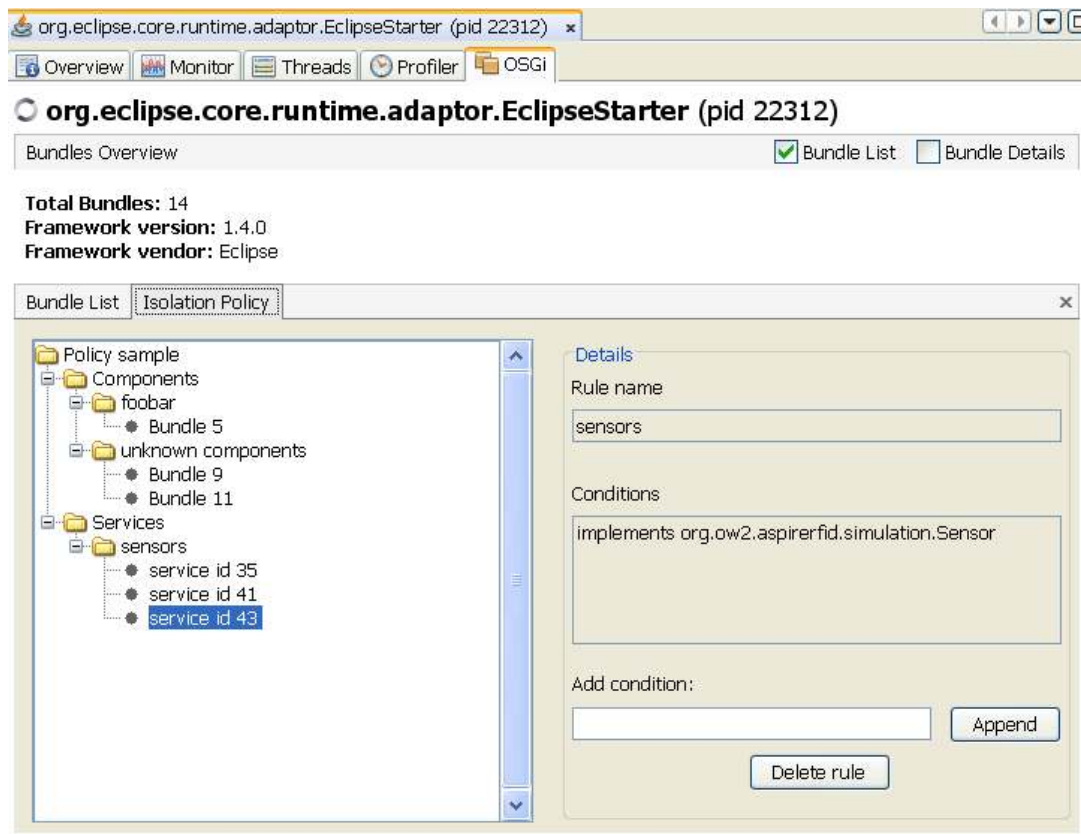 org.eclipse.core.runtime.adaptor.EclipseStarter (pid 22312)
Overview Monitor Threads Profiler OSGi
org.eclipse.core.runtime.adaptor.EclipseStarter (pid 22312)
Bundles Overview Bundle List Bundle Details
Total Bundles: 14
Framework version: 1.4.0
Framework vendor: Eclipse
Bundle List Isolation Policy
Policy sample
Components
foobar
Bundle 5
unknown components
Bundle 9
Bundle 11
Services
sensors
service id 35
service id 41
service id 43
Details
Rule name
sensors
Conditions
implements org.ow2.aspirerfid.simulation.Sensor
Add condition:
Append
Delete rule